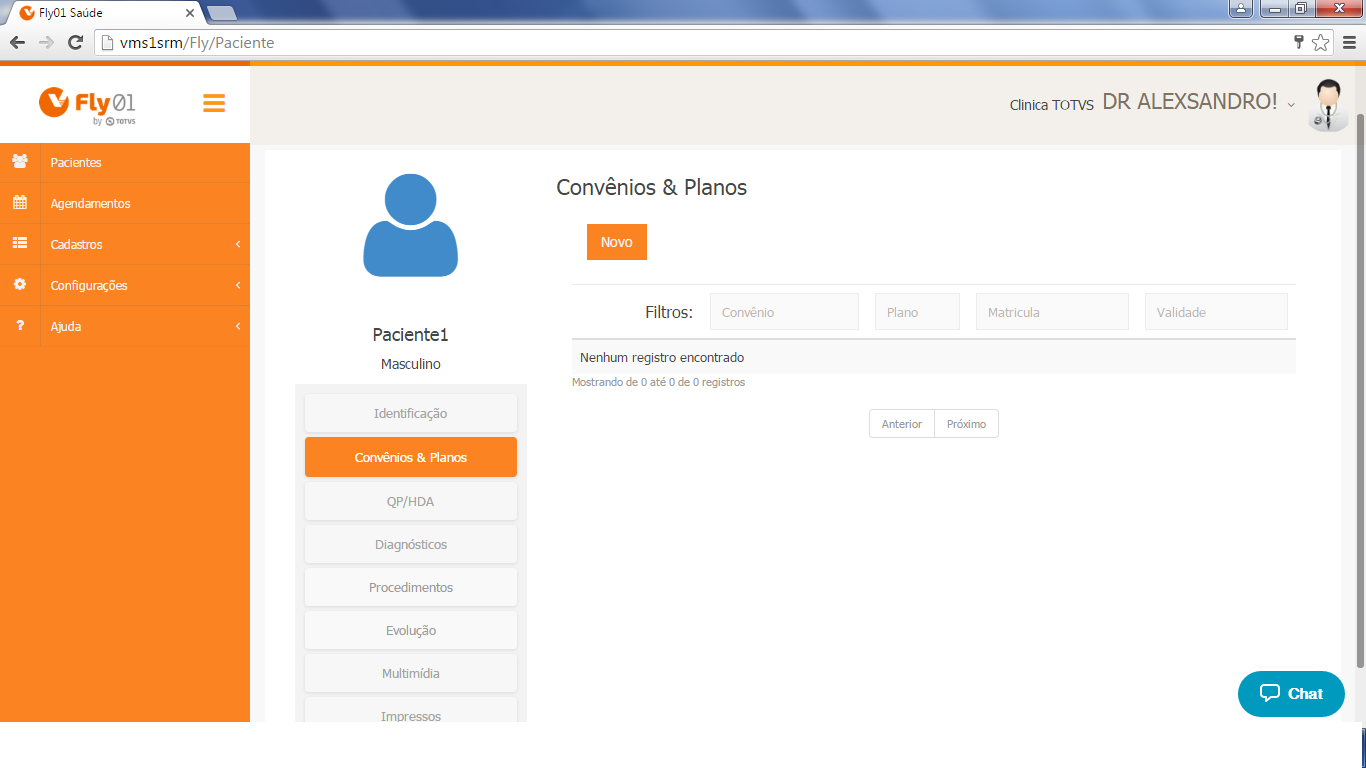 Fly01 Saúde
vms1srm/Fly/Paciente
Fly01
by TOTVS
Clinica TOTVS DR ALEXSANDRO!
Pacientes
Agendamentos
Cadastros
Configurações
Ajuda
Paciente1
Masculino
Identificação
Convênios & Planos
QP/HDA
Diagnósticos
Procedimentos
Evolução
Multimídia
Impressos
Convênios & Planos
Novo
Filtros: Convênio Plano Matricula Validade
Nenhum registro encontrado
Mostrando de 0 até 0 de 0 registros
Anterior Próximo
Chat